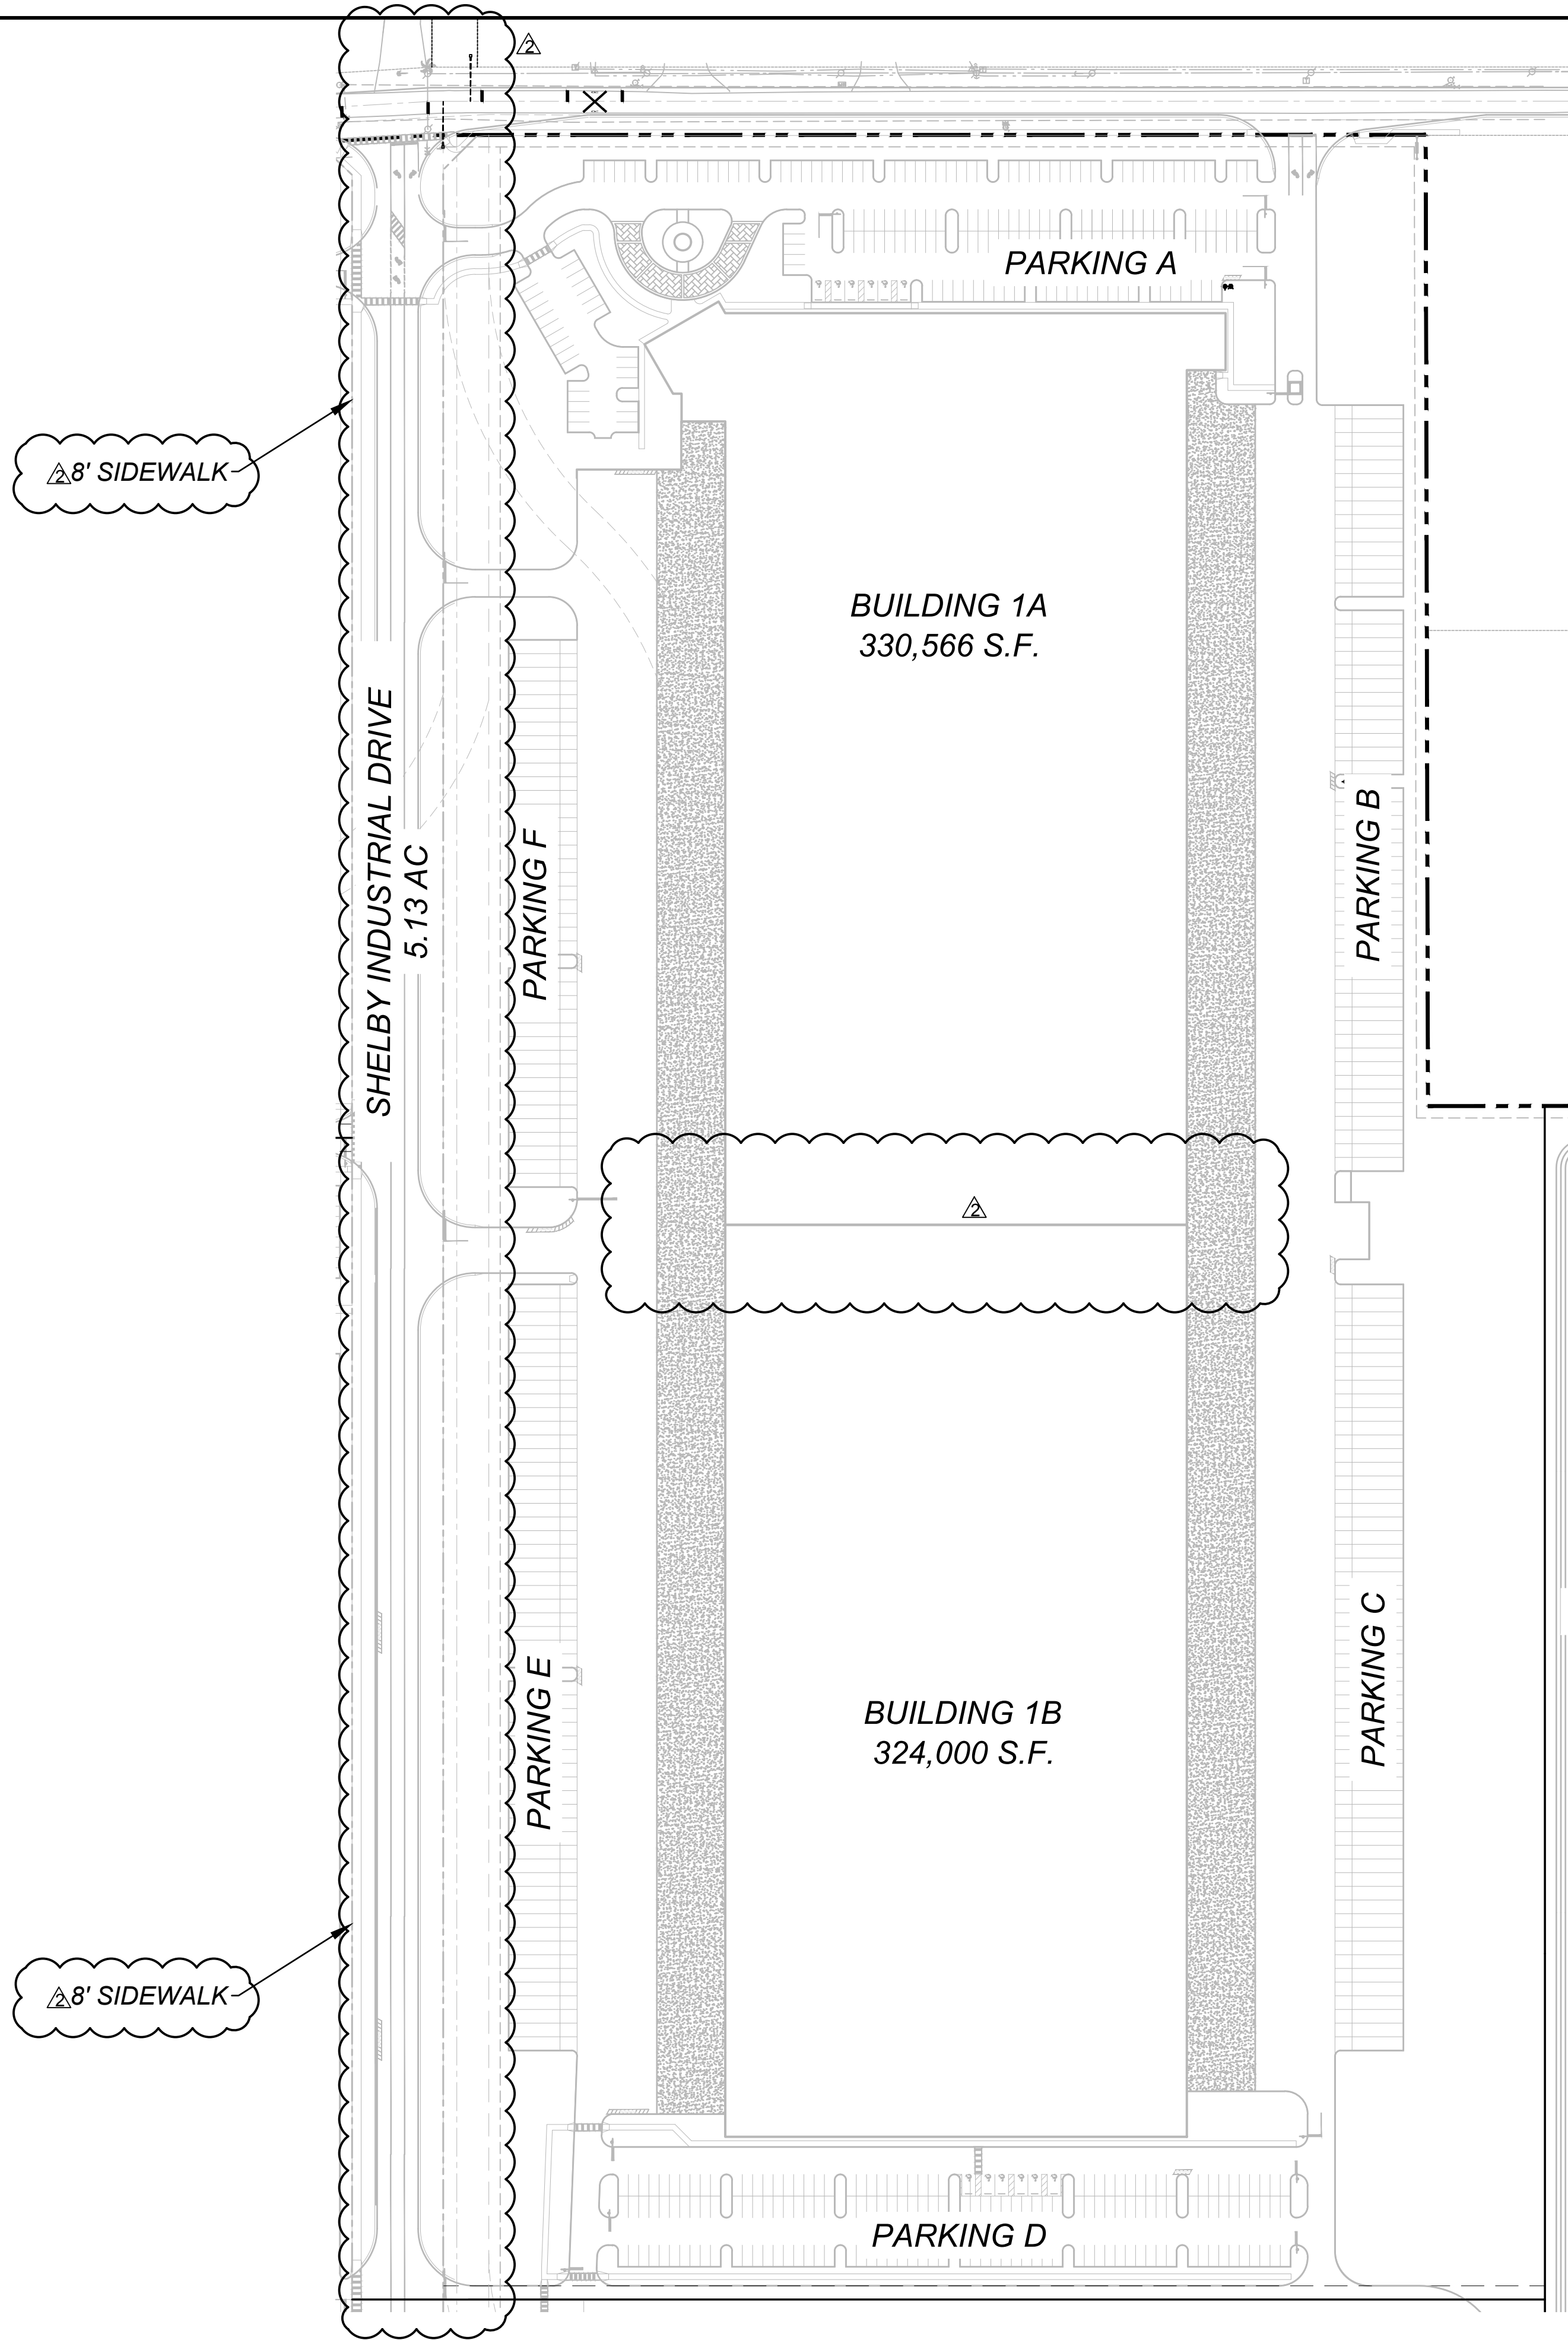 2
PARKING A
2 8' SIDEWALK
BUILDING 1A
330,566 S.F.
SHELBY INDUSTRIAL DRIVE
5.13 AC
PARKING F
PARKING B
2
BUILDING 1B
324,000 S.F.
PARKING E
PARKING C
2 8' SIDEWALK
PARKING D